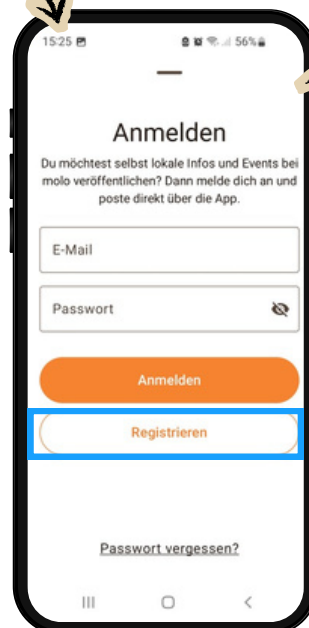 15:25 56%
Anmelden
Du möchtest selbst lokale Infos und Events bei
molo veröffentlichen? Dann melde dich an und
poste direkt über die App.
E-Mail
Passwort
Anmelden
Registrieren
Passwort vergessen?